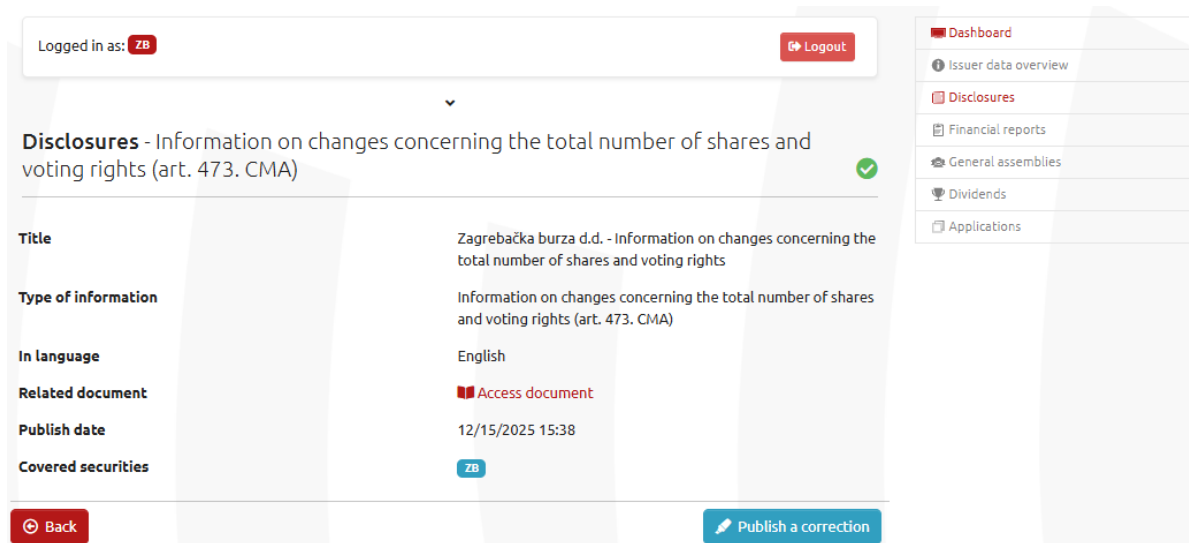 Logged in as: ZB
Logout
Disclosures - Information on changes concerning the total number of shares and
voting rights (art. 473. CMA)
Title
Zagrebačka burza d.d. - Information on changes concerning the
total number of shares and voting rights
Type of information
Information on changes concerning the total number of shares
and voting rights (art. 473. CMA)
In language
English
Related document
Access document
Publish date
12/15/2025 15:38
Covered securities
ZB
Back
Publish a correction
Dashboard
Issuer data overview
Disclosures
Financial reports
General assemblies
Dividends
Applications